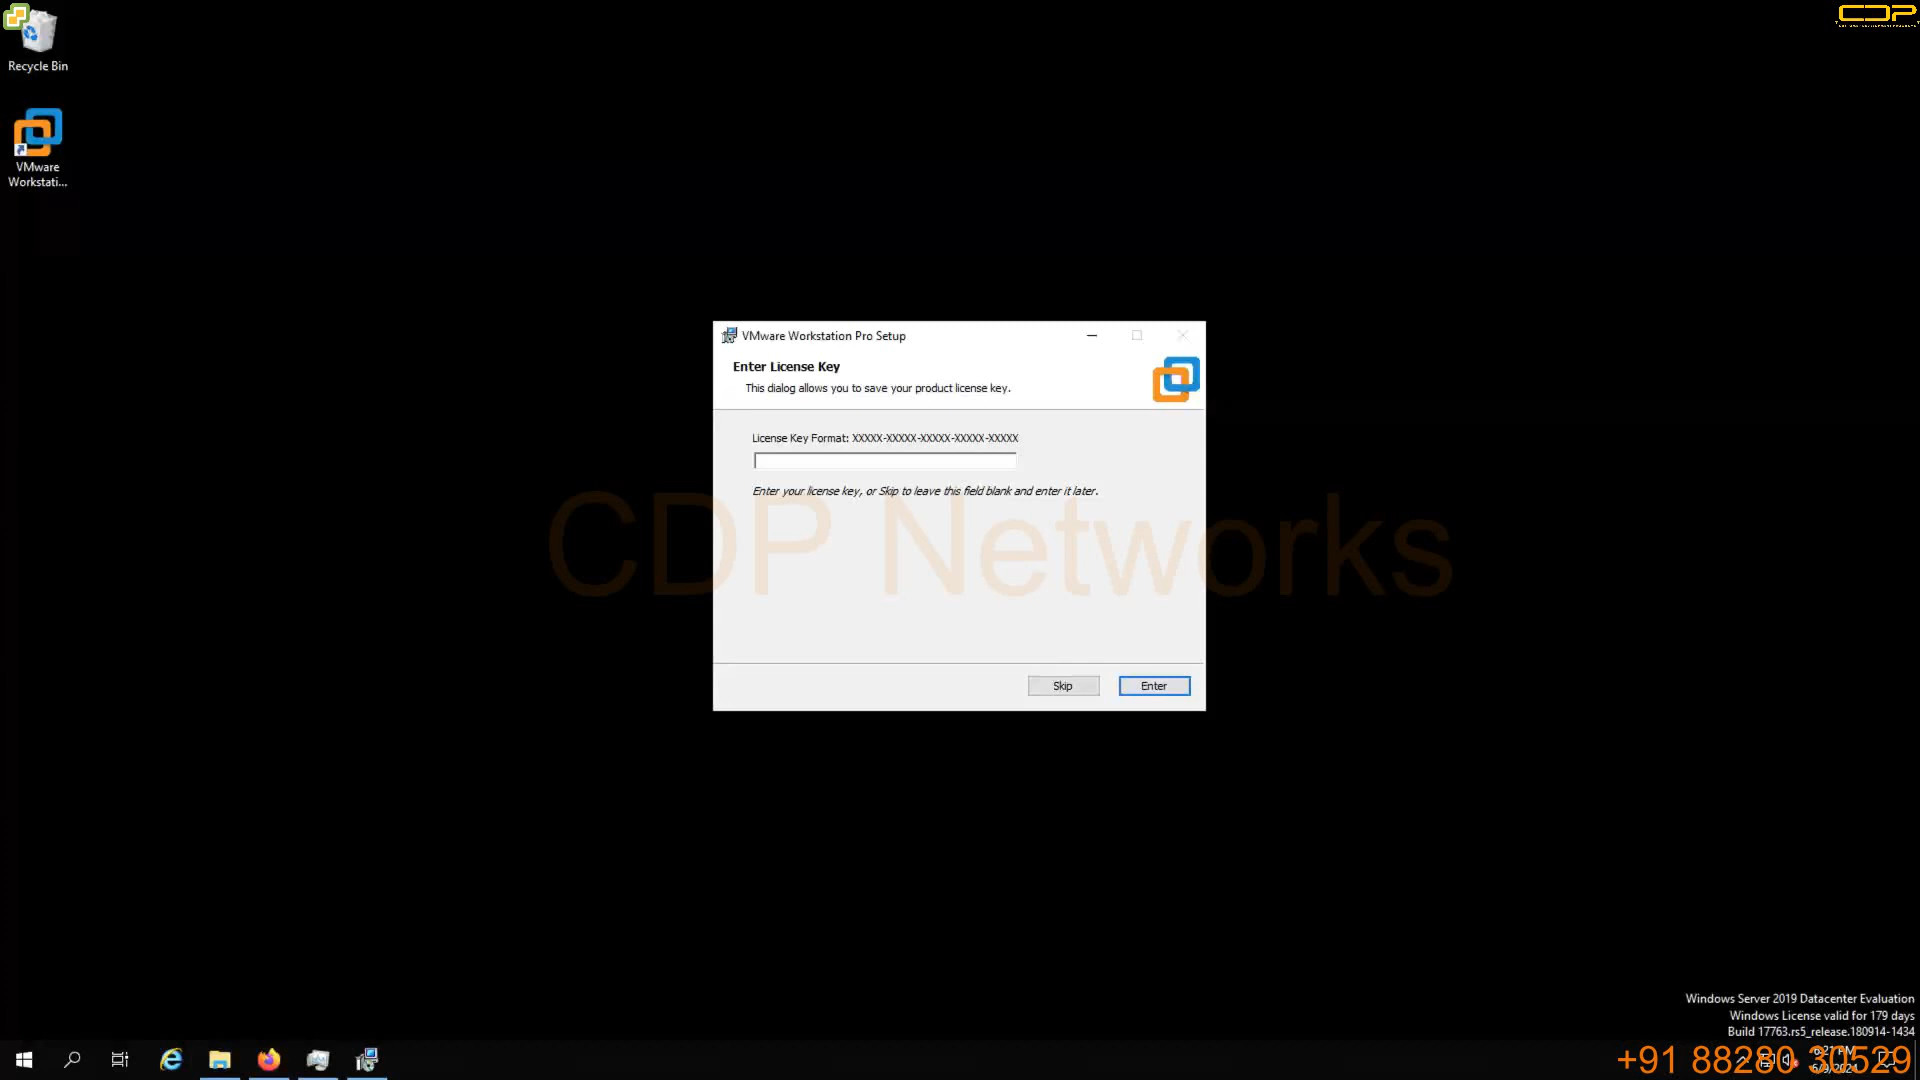 CDP
Recycle Bin
VMware
Workstati...
VMware Workstation Pro Setup
Enter License Key
This dialog allows you to save your product license key.
License Key Format: XXXXX-XXXXX-XXXXX-XXXXX-XXXXX
Enter your license key, or Skip to leave this field blank and enter it later.
CDP Networks
Skip
Enter
Windows Server 2019 Datacenter Evaluation
Windows License valid for 179 days
Build 17763.rs5_release.180914-1434
6:21 PM
+91 88280 30529